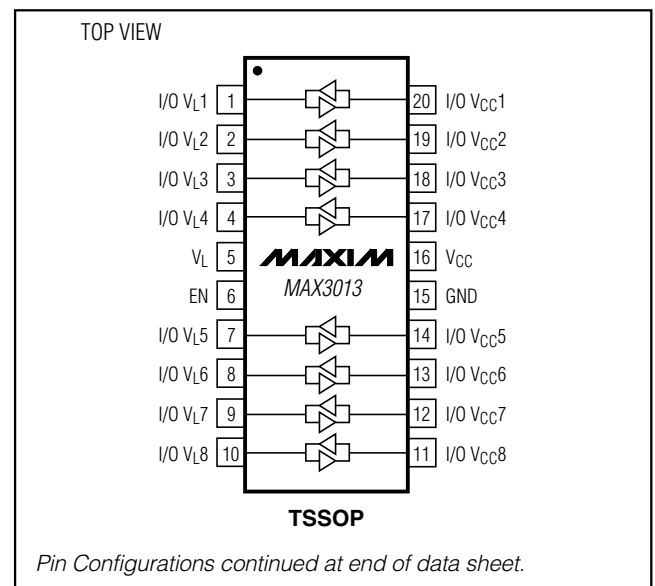 TOP VIEW
I/O VL1 1 20 I/O VCC1
I/O VL2 2 19 I/O VCC2
I/O VL3 3 18 I/O VCC3
I/O VL4 4 17 I/O VCC4
VL 5 MAXIM 16 VCC
EN 6 MAX3013 15 GND
I/O VL5 7 14 I/O VCC5
I/O VL6 8 13 I/O VCC6
I/O VL7 9 12 I/O VCC7
I/O VL8 10 11 I/O VCC8
TSSOP
Pin Configurations continued at end of data sheet.